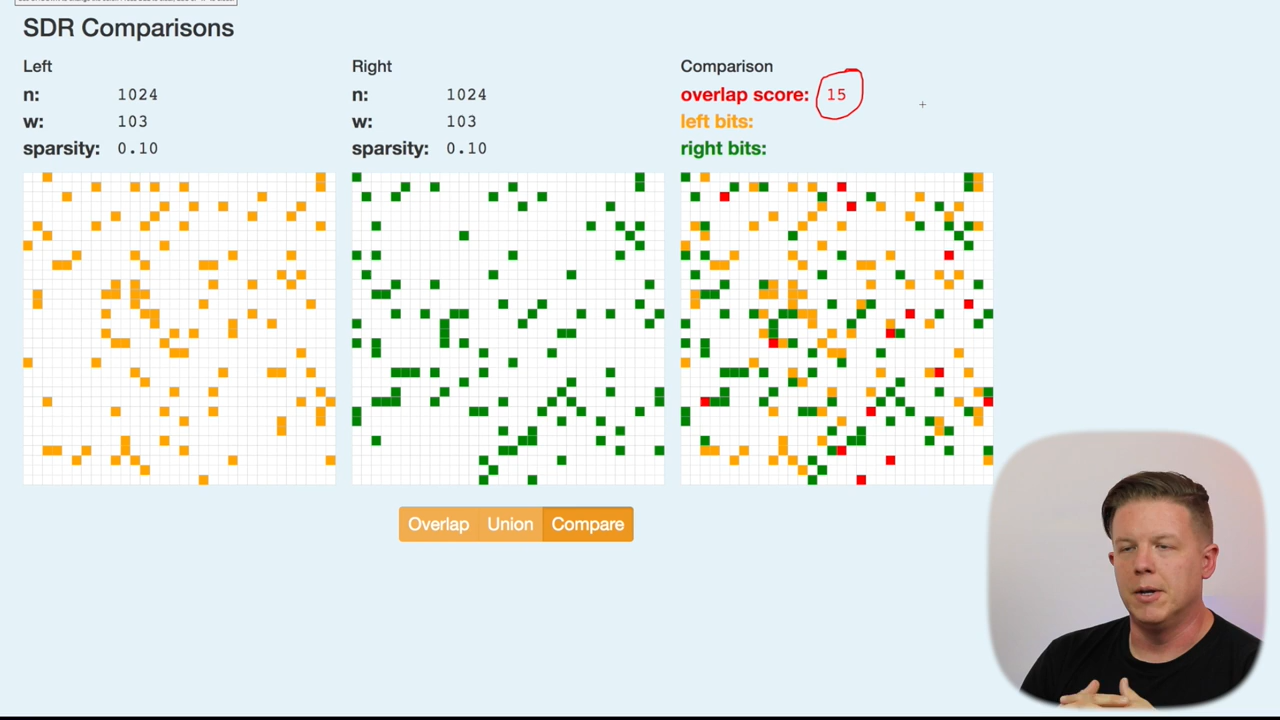 SDR Comparisons
Left
n: 1024
w: 103
sparsity: 0.10
Right
n: 1024
w: 103
sparsity: 0.10
Comparison
overlap score: 15
left bits:
right bits:
Overlap Union Compare